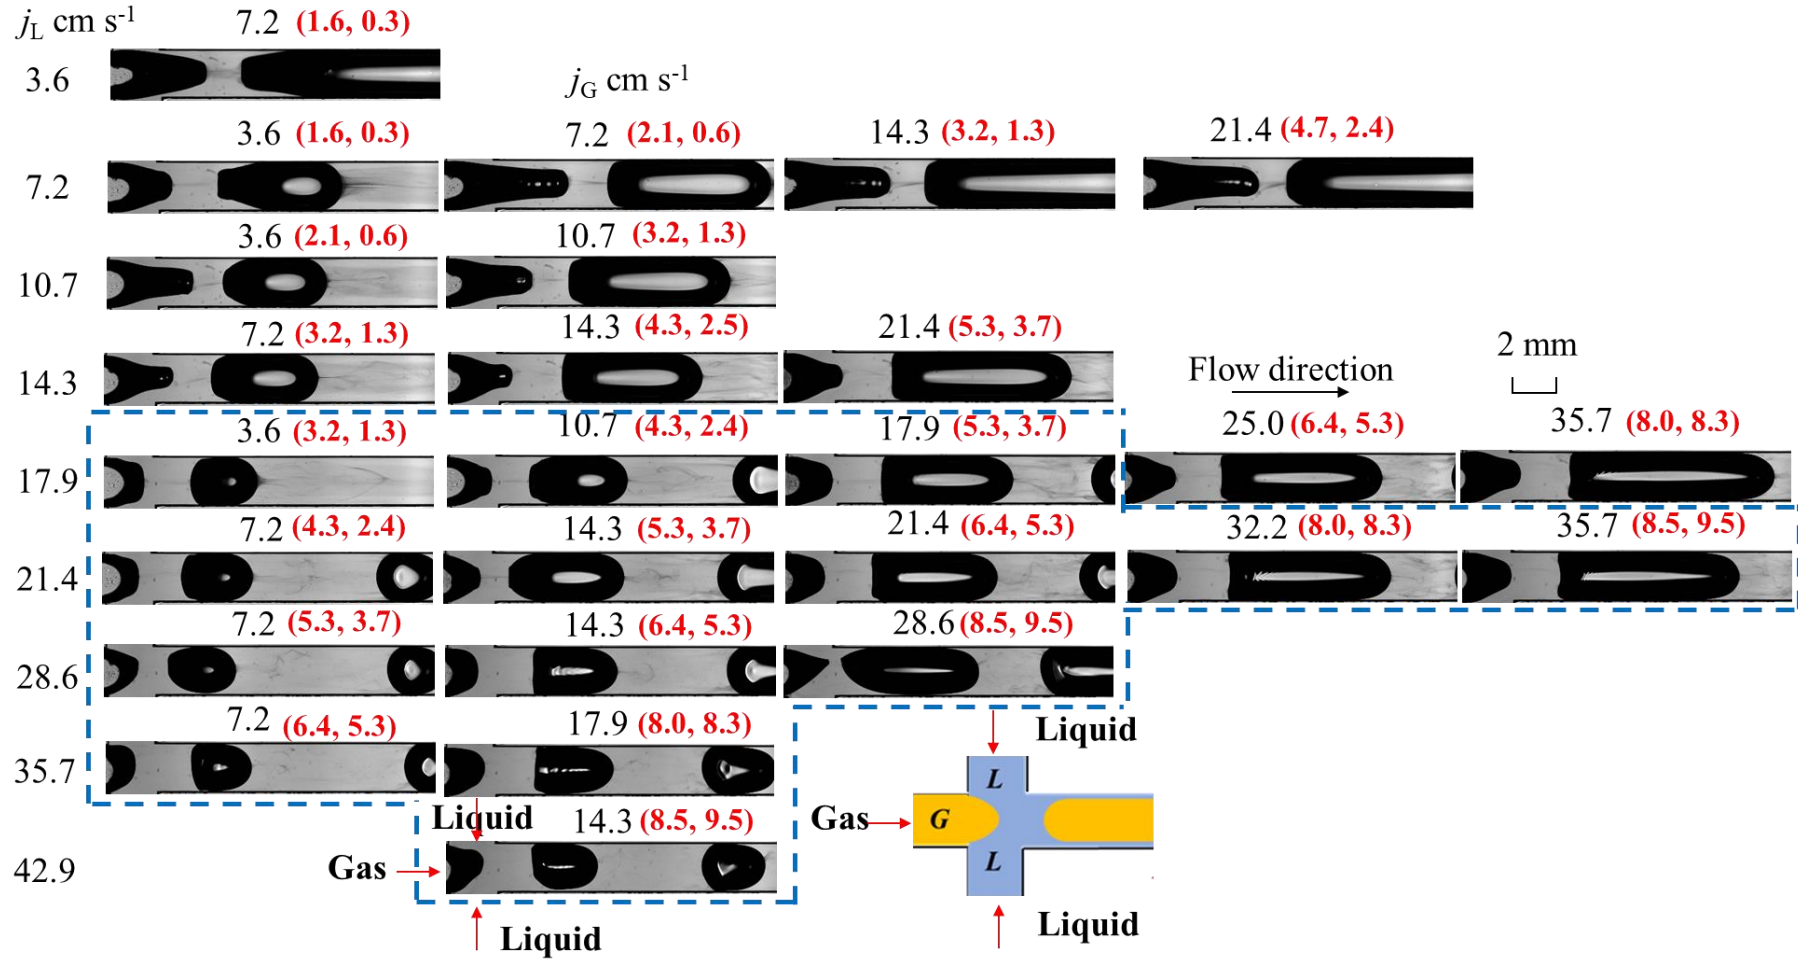 j_L cm s⁻¹ 7.2 (1.6, 0.3)
3.6 j_G cm s⁻¹
3.6 (1.6, 0.3) 7.2 (2.1, 0.6) 14.3 (3.2, 1.3) 21.4 (4.7, 2.4)
7.2
3.6 (2.1, 0.6) 10.7 (3.2, 1.3)
10.7
7.2 (3.2, 1.3) 14.3 (4.3, 2.5) 21.4 (5.3, 3.7) 2 mm
14.3 Flow direction
3.6 (3.2, 1.3) 10.7 (4.3, 2.4) 17.9 (5.3, 3.7) 25.0 (6.4, 5.3) 35.7 (8.0, 8.3)
17.9
7.2 (4.3, 2.4) 14.3 (5.3, 3.7) 21.4 (6.4, 5.3) 32.2 (8.0, 8.3) 35.7 (8.5, 9.5)
21.4
7.2 (5.3, 3.7) 14.3 (6.4, 5.3) 28.6 (8.5, 9.5)
28.6
7.2 (6.4, 5.3) 17.9 (8.0, 8.3) Liquid
35.7 L
Liquid 14.3 (8.5, 9.5) Gas G
42.9 Gas L
Liquid Liquid